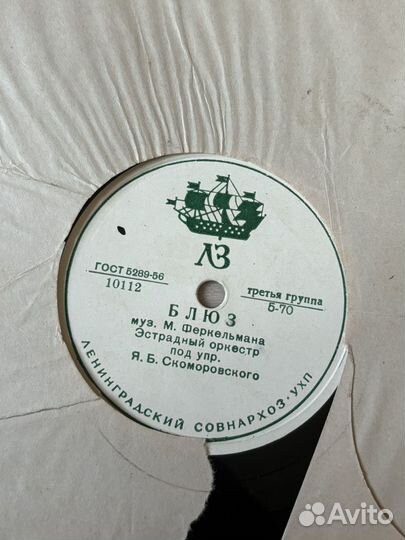 ЛЗ
ГОСТ 5289-56
10112
третья группа
5-70
БЛЮЗ
муз. М. Феркельмана
Эстрадный оркестр
под упр.
Я. Б. Скоморовского
ЛЕНИНГРАДСКИЙ СОВНАРХОЗ·УХП
Avito